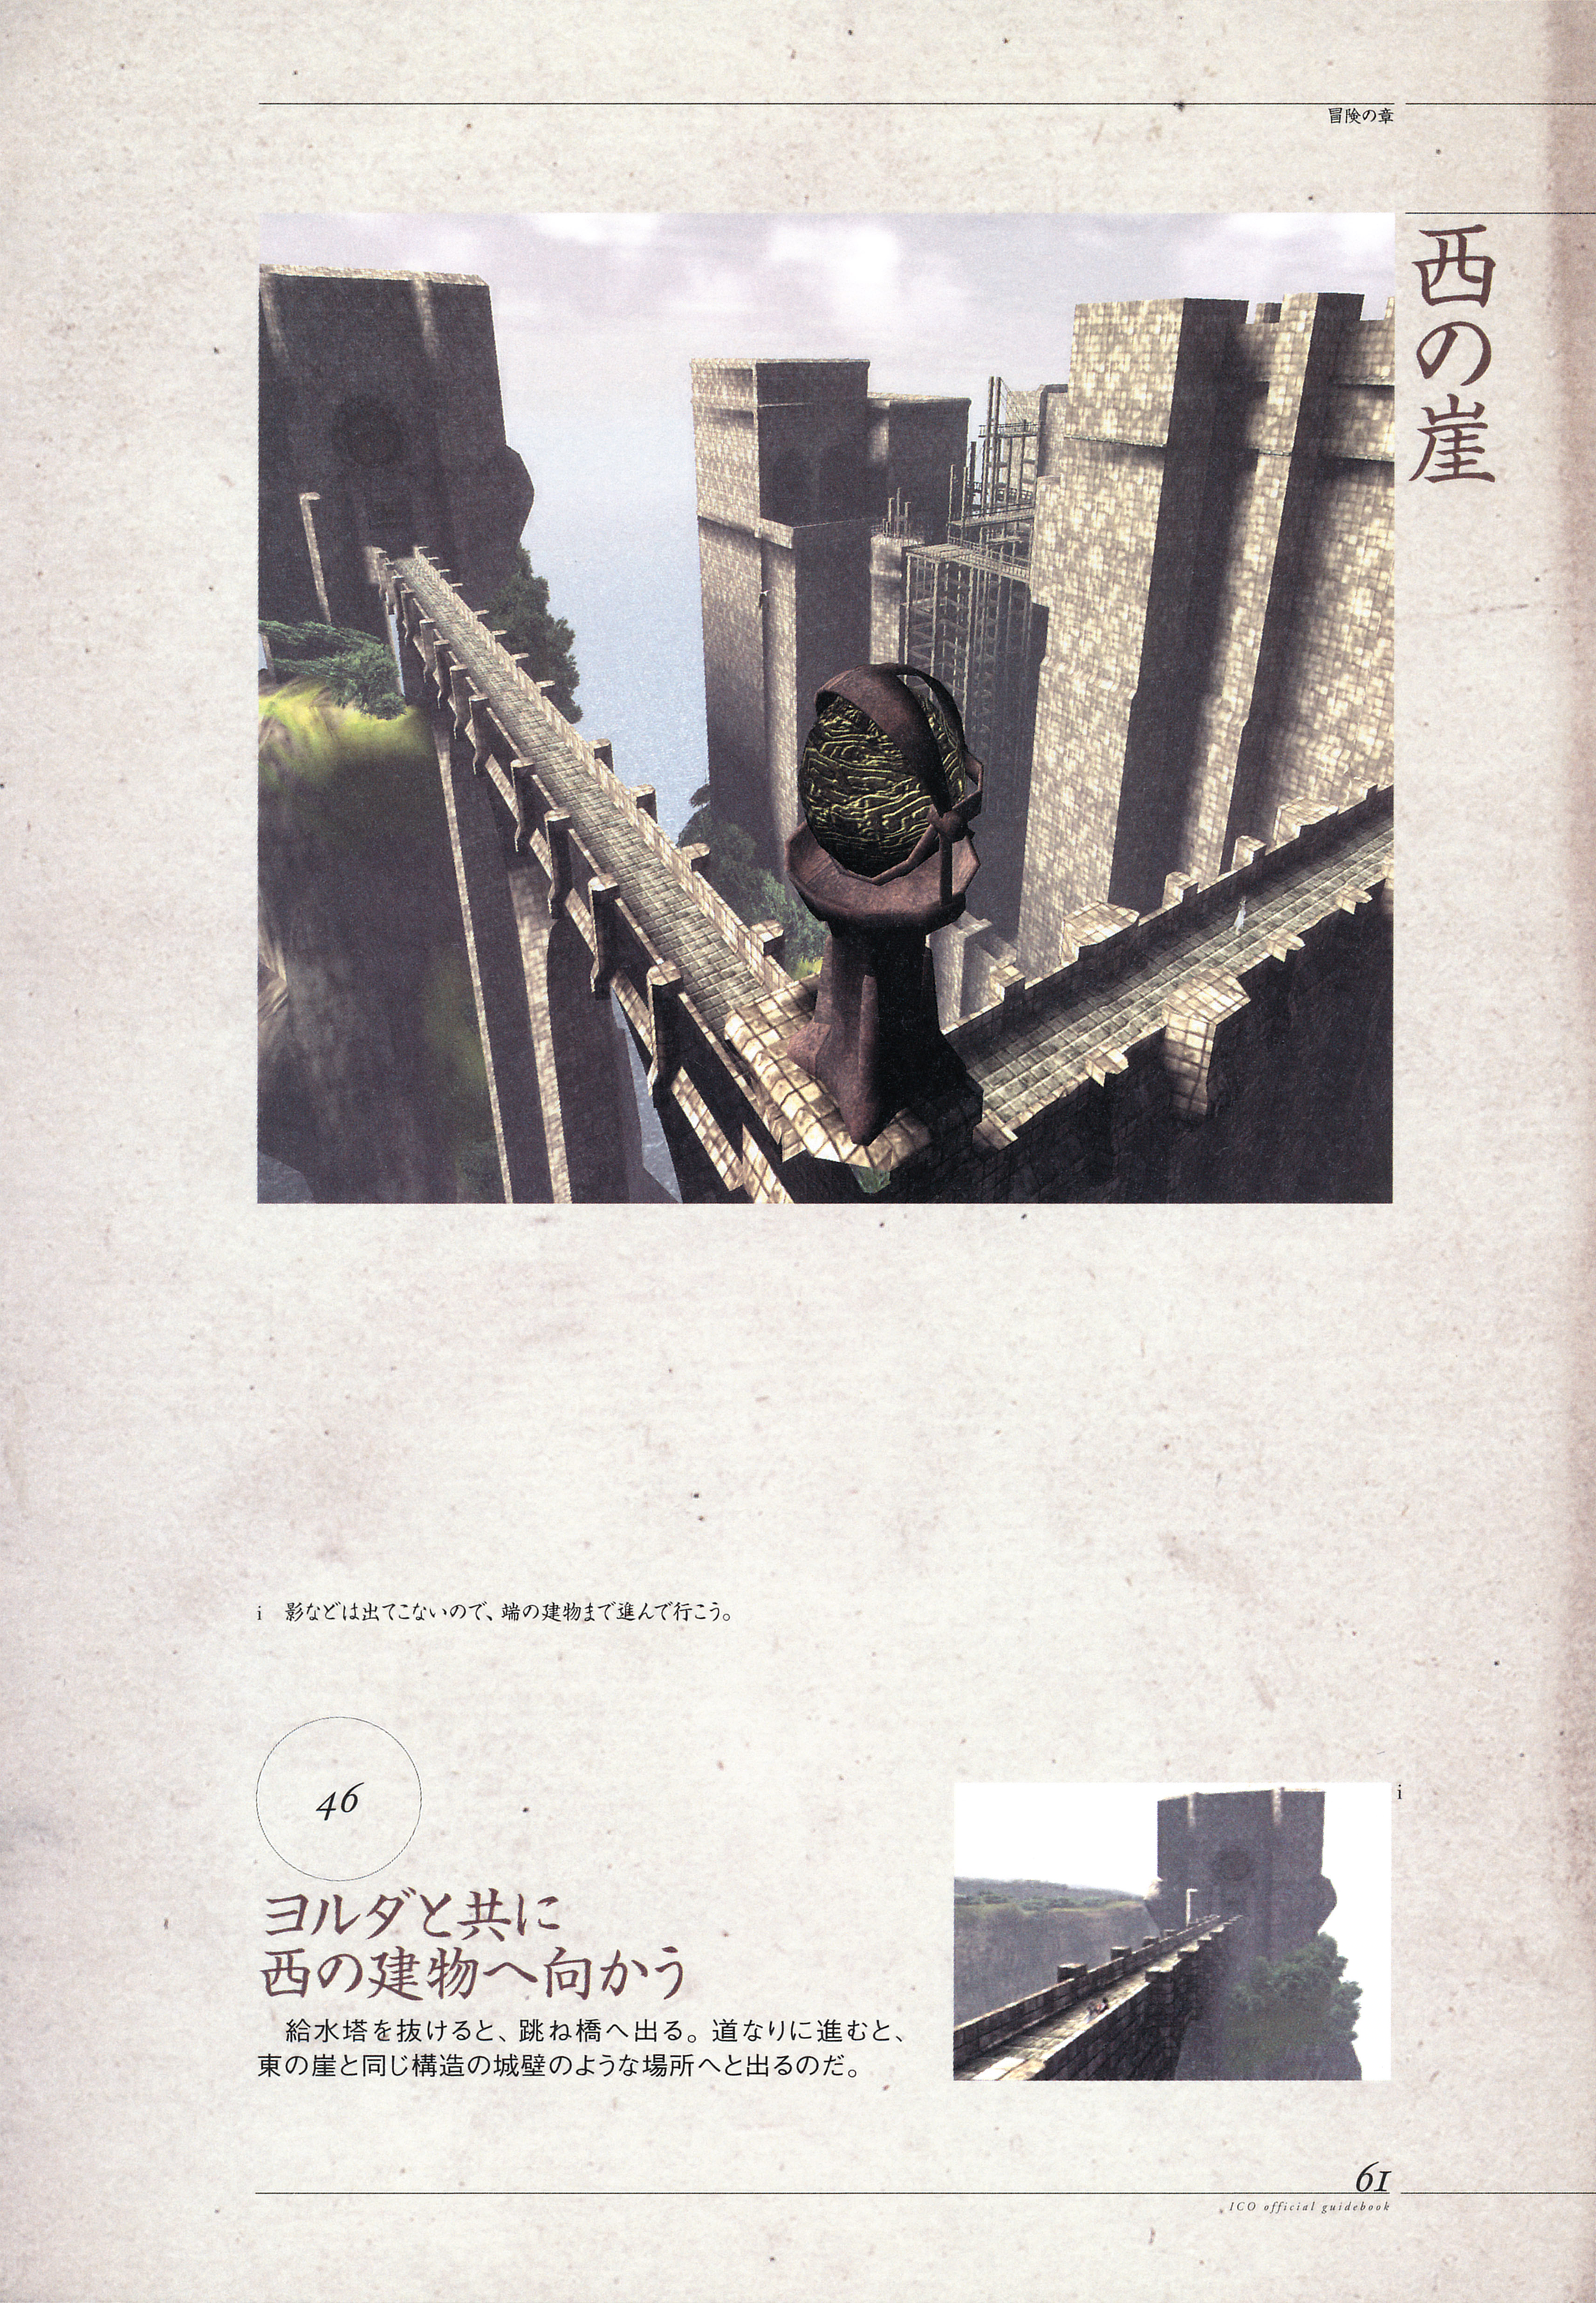 冒険の章
西の崖
i　影などは出てこないので、端の建物まで進んで行こう。
46
ヨルダと共に
西の建物へ向かう
　給水塔を抜けると、跳ね橋へ出る。道なりに進むと、
東の崖と同じ構造の城壁のような場所へと出るのだ。
i
61
ICO official guidebook